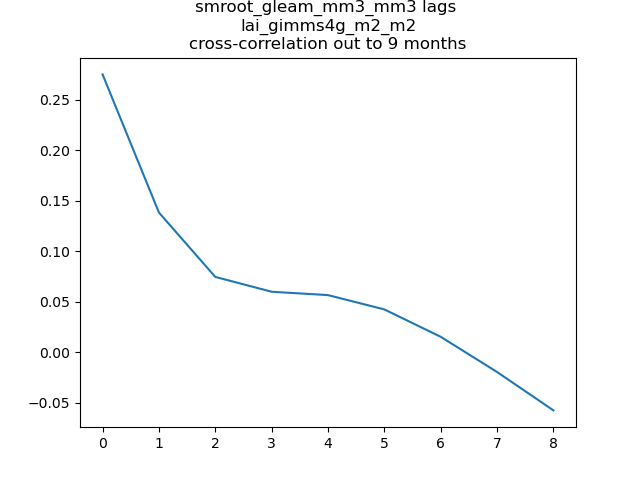 smroot_gleam_mm3_mm3 lags
lai_gimms4g_m2_m2
cross-correlation out to 9 months
0.25
0.20
0.15
0.10
0.05
0.00
−0.05
0 1 2 3 4 5 6 7 8